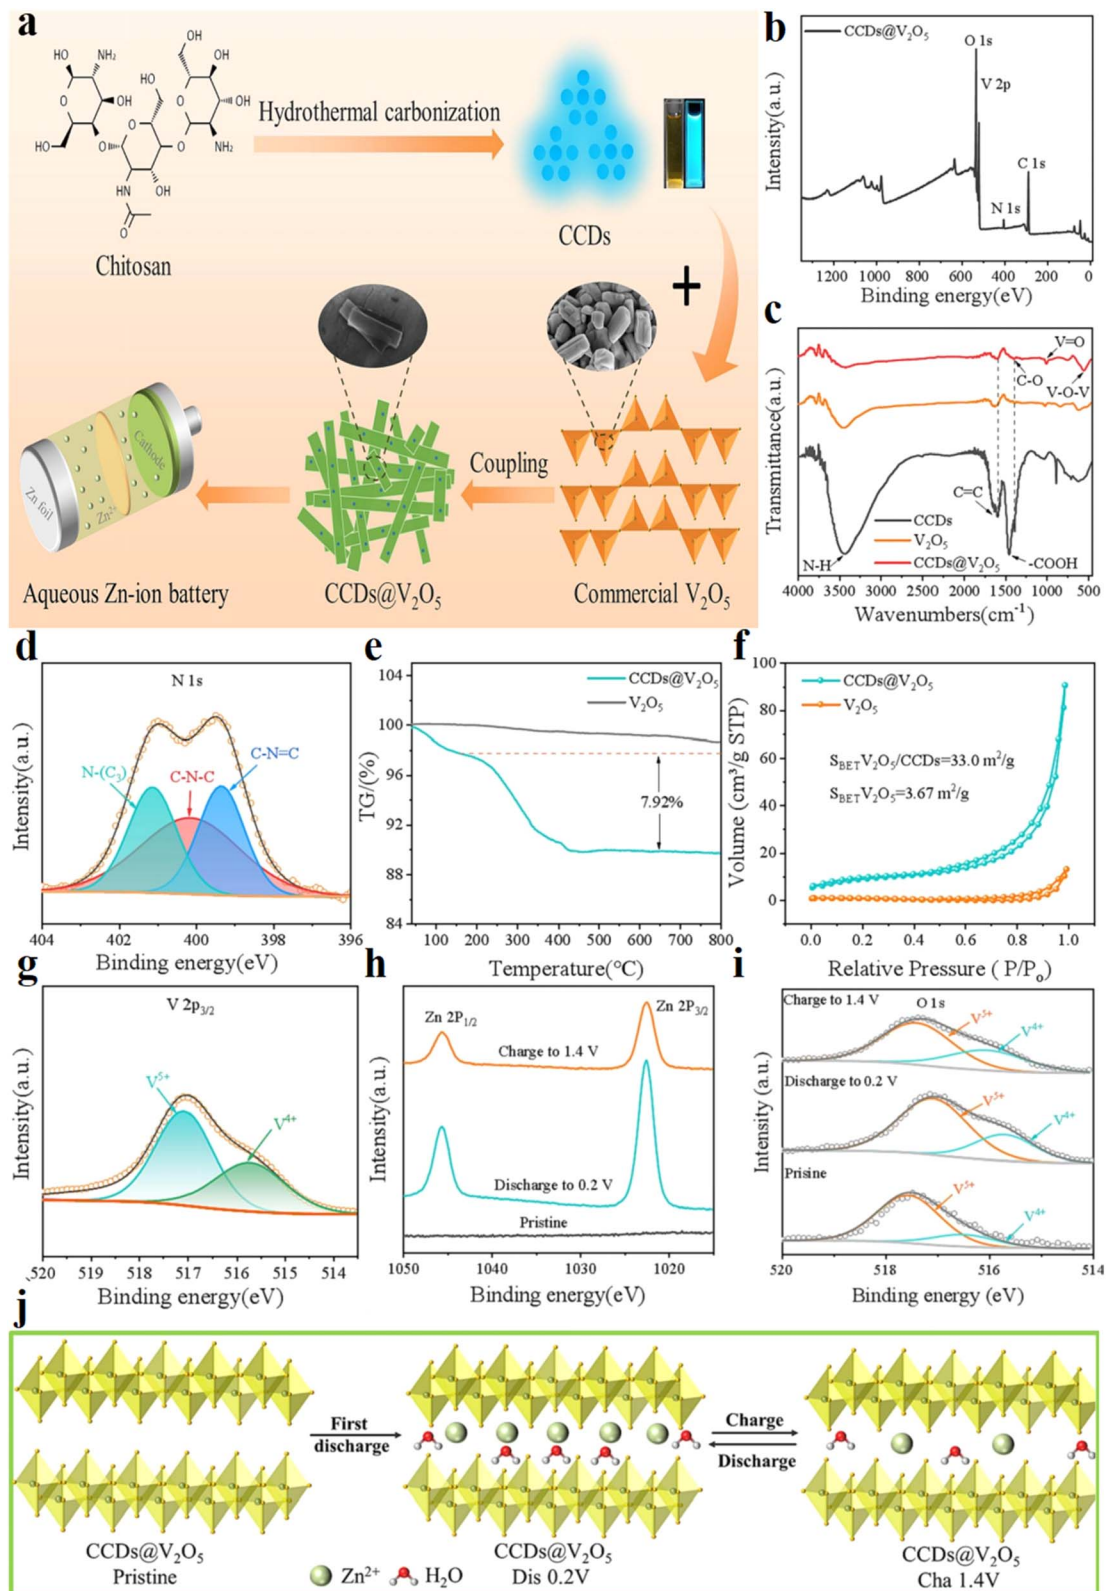 a
OH
HO
NH₂
OH
HO
OH
O
HO
O
OH
O
O
OH
HO
O
O
NH₂
HN
OH
O
Hydrothermal carbonization
CCDs
Chitosan
+
Cathode
Zn foil
Zn²⁺
Coupling
Aqueous Zn-ion battery
CCDs@V₂O₅
Commercial V₂O₅
b
CCDs@V₂O₅
O 1s
V 2p
C 1s
N 1s
Intensity(a.u.)
1200 1000 800 600 400 200 0
Binding energy(eV)
c
V=O
C-O
V-O-V
C=C
N-H
-COOH
CCDs
V₂O₅
CCDs@V₂O₅
Transmittance(a.u.)
4000 3500 3000 2500 2000 1500 1000 500
Wavenumbers(cm⁻¹)
d
N 1s
N-(C₃)
C-N-C
C-N=C
Intensity(a.u.)
404 402 400 398 396
Binding energy(eV)
e
104
100
96
92
88
84
CCDs@V₂O₅
V₂O₅
7.92%
TG/(%)
100 200 300 400 500 600 700 800
Temperature(°C)
f
100
80
60
40
20
0
CCDs@V₂O₅
V₂O₅
S_BET V₂O₅/CCDs=33.0 m²/g
S_BET V₂O₅=3.67 m²/g
Volume (cm³/g STP)
0.0 0.2 0.4 0.6 0.8 1.0
Relative Pressure ( P/Pₒ)
g
V 2p₃/₂
V⁵⁺
V⁴⁺
Intensity(a.u.)
520 519 518 517 516 515 514
Binding energy(eV)
h
Zn 2P₁/₂
Zn 2P₃/₂
Charge to 1.4 V
Discharge to 0.2 V
Pristine
Intensity(a.u.)
1050 1040 1030 1020
Binding energy(eV)
i
Charge to 1.4 V
O 1s
V⁵⁺
V⁴⁺
Discharge to 0.2 V
V⁵⁺
V⁴⁺
Prisine
V⁵⁺
V⁴⁺
Intensity (a.u.)
520 518 516 514
Binding energy (eV)
j
First
discharge
Charge
Discharge
CCDs@V₂O₅
Pristine
CCDs@V₂O₅
Dis 0.2V
CCDs@V₂O₅
Cha 1.4V
Zn²⁺
H₂O